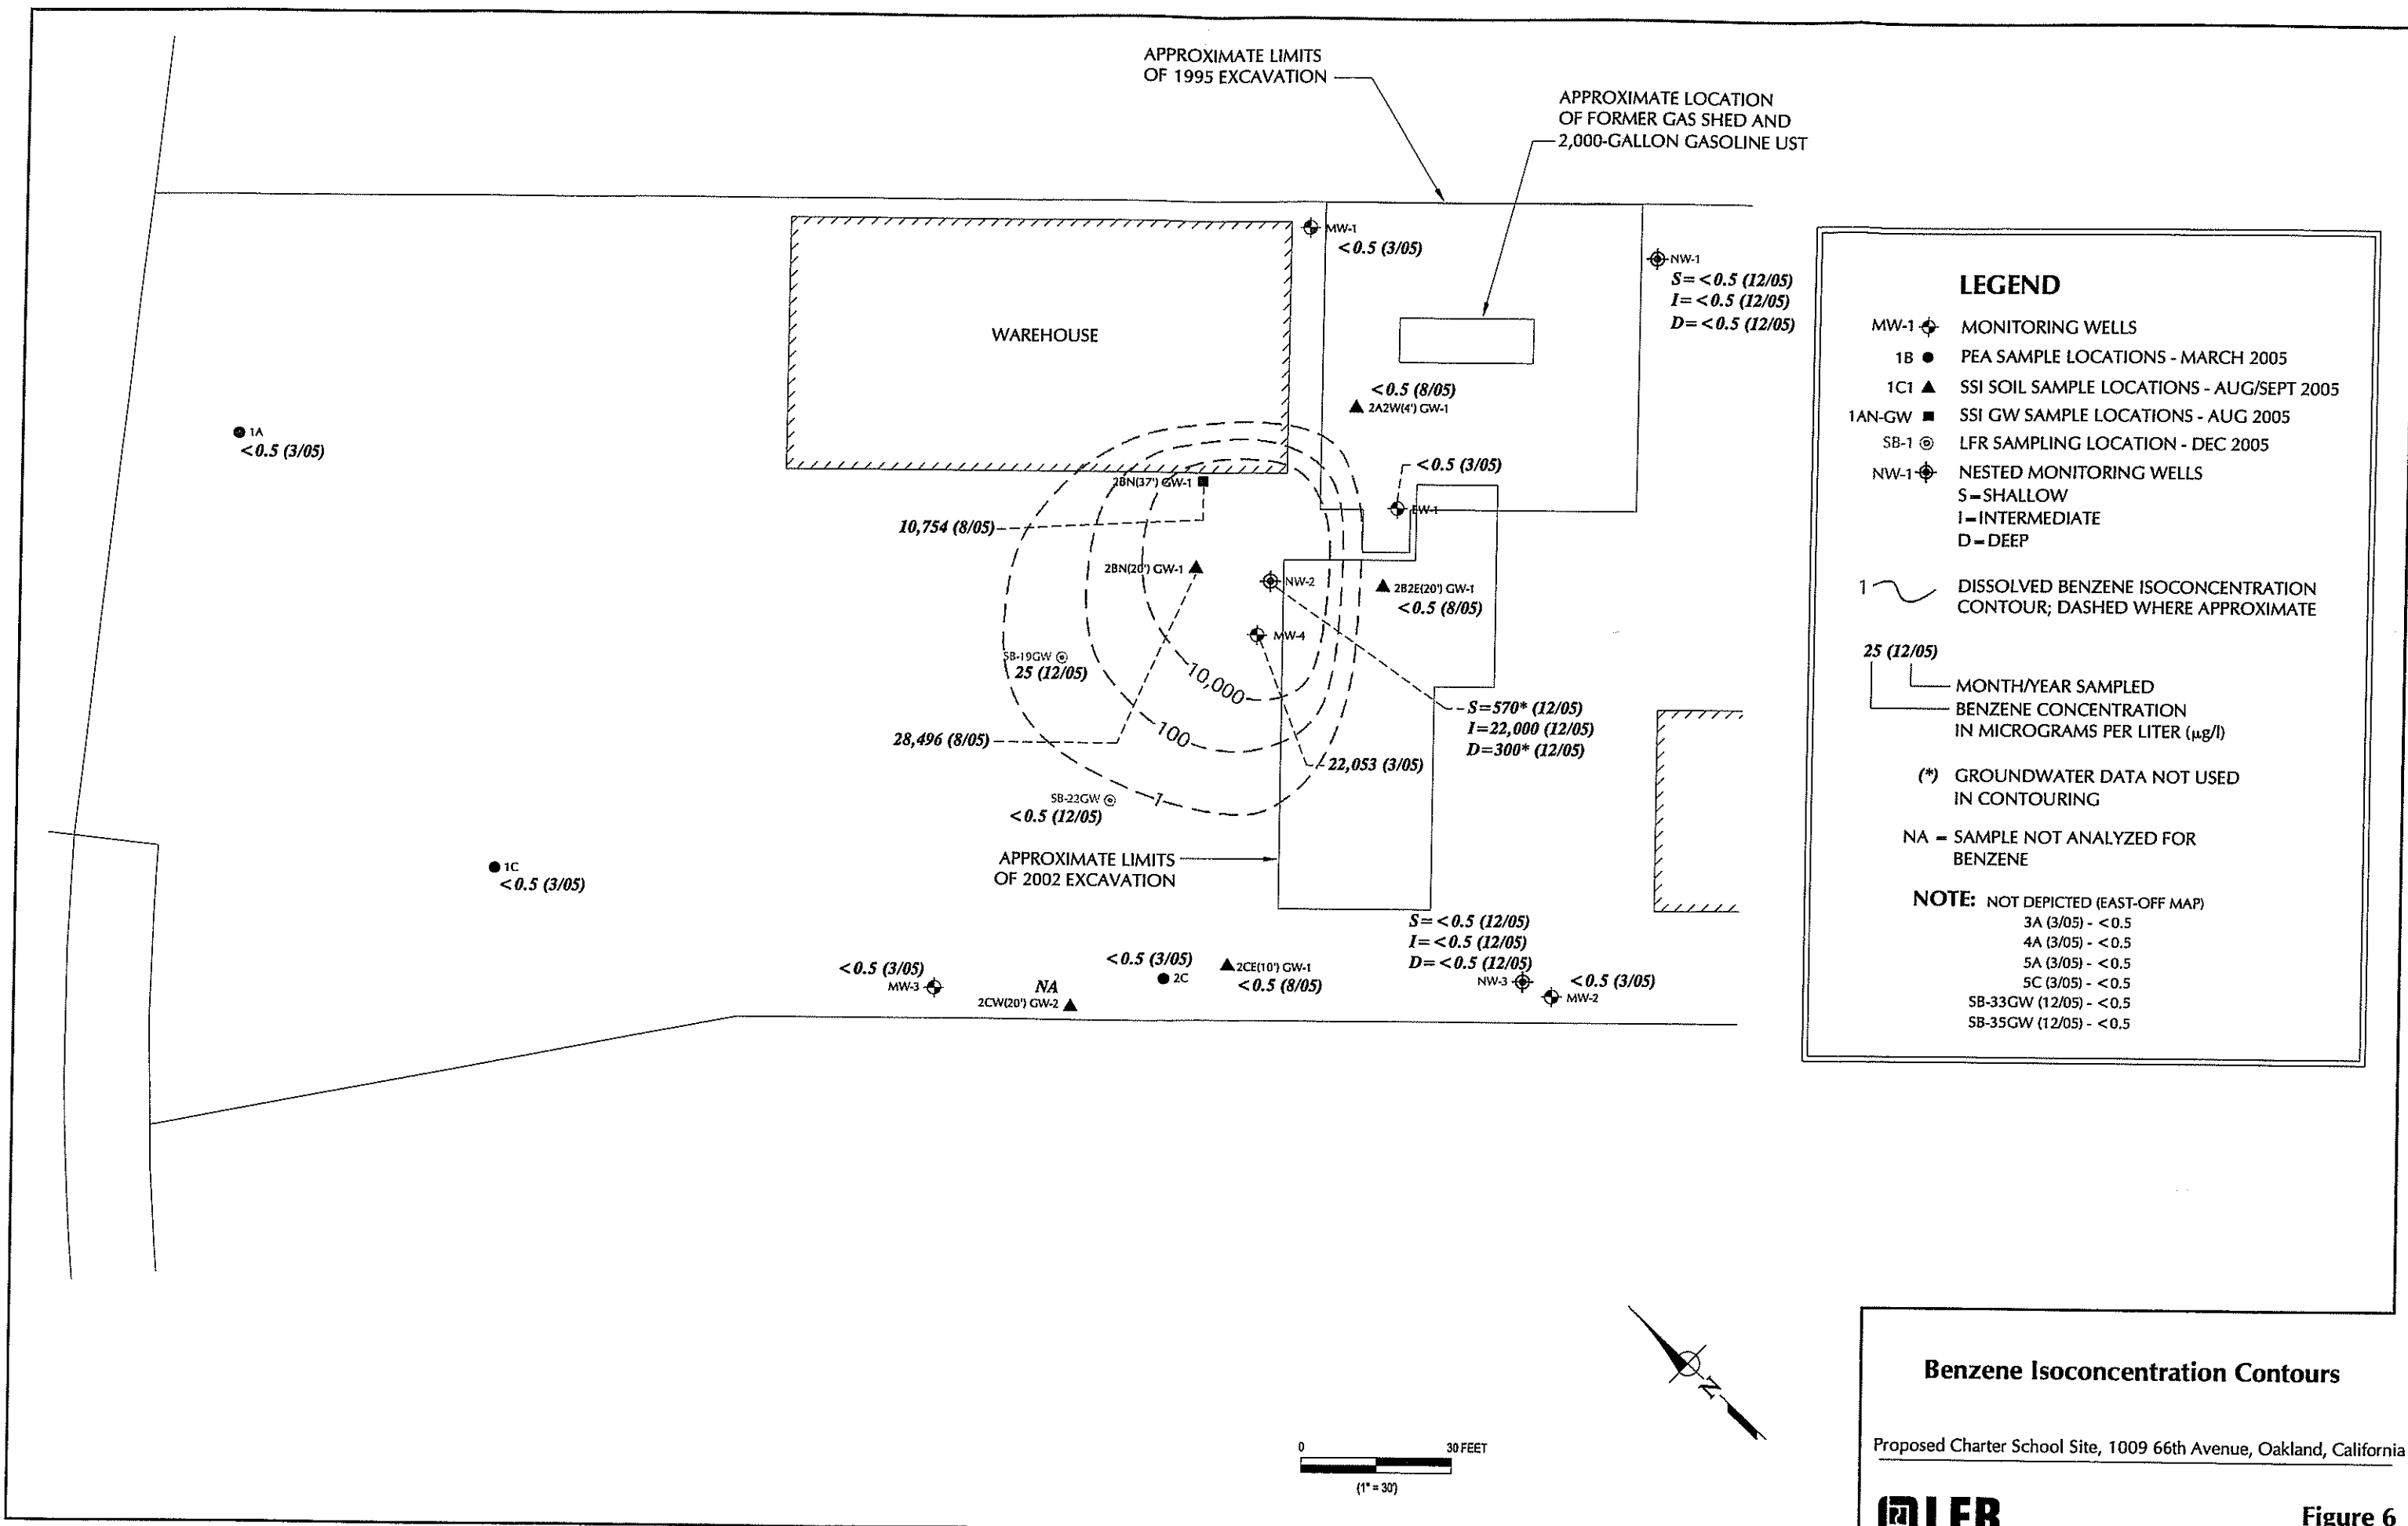 APPROXIMATE LIMITS
OF 1995 EXCAVATION
APPROXIMATE LOCATION
OF FORMER GAS SHED AND
2,000-GALLON GASOLINE UST
MW-1
<0.5 (3/05)
NW-1
S=<0.5 (12/05)
I=<0.5 (12/05)
D=<0.5 (12/05)
WAREHOUSE
<0.5 (8/05)
2A2W(4') GW-1
1A
<0.5 (3/05)
<0.5 (3/05)
2BN(37') GW-1
EW-1
10,754 (8/05)
2BN(20') GW-1
NW-2
2B2E(20') GW-1
<0.5 (8/05)
MW-4
SB-19GW
25 (12/05)
10,000
100
S=570* (12/05)
I=22,000 (12/05)
D=300* (12/05)
28,496 (8/05)
22,053 (3/05)
SB-22GW
1
<0.5 (12/05)
APPROXIMATE LIMITS
OF 2002 EXCAVATION
1C
<0.5 (3/05)
S=<0.5 (12/05)
I=<0.5 (12/05)
D=<0.5 (12/05)
<0.5 (3/05)
MW-3
NA
2CW(20') GW-2
<0.5 (3/05)
2C
2CE(10') GW-1
<0.5 (8/05)
NW-3
<0.5 (3/05)
MW-2
LEGEND
MW-1 MONITORING WELLS
1B PEA SAMPLE LOCATIONS - MARCH 2005
1C1 SSI SOIL SAMPLE LOCATIONS - AUG/SEPT 2005
1AN-GW SSI GW SAMPLE LOCATIONS - AUG 2005
SB-1 LFR SAMPLING LOCATION - DEC 2005
NW-1 NESTED MONITORING WELLS
S=SHALLOW
I=INTERMEDIATE
D=DEEP
1 DISSOLVED BENZENE ISOCONCENTRATION
CONTOUR; DASHED WHERE APPROXIMATE
25 (12/05)
MONTH/YEAR SAMPLED
BENZENE CONCENTRATION
IN MICROGRAMS PER LITER (µg/l)
(*) GROUNDWATER DATA NOT USED
IN CONTOURING
NA = SAMPLE NOT ANALYZED FOR
BENZENE
NOTE: NOT DEPICTED (EAST-OFF MAP)
3A (3/05) - <0.5
4A (3/05) - <0.5
5A (3/05) - <0.5
5C (3/05) - <0.5
SB-33GW (12/05) - <0.5
SB-35GW (12/05) - <0.5
N
0 30 FEET
(1" = 30')
Benzene Isoconcentration Contours
Proposed Charter School Site, 1009 66th Avenue, Oakland, California
LFR
Figure 6